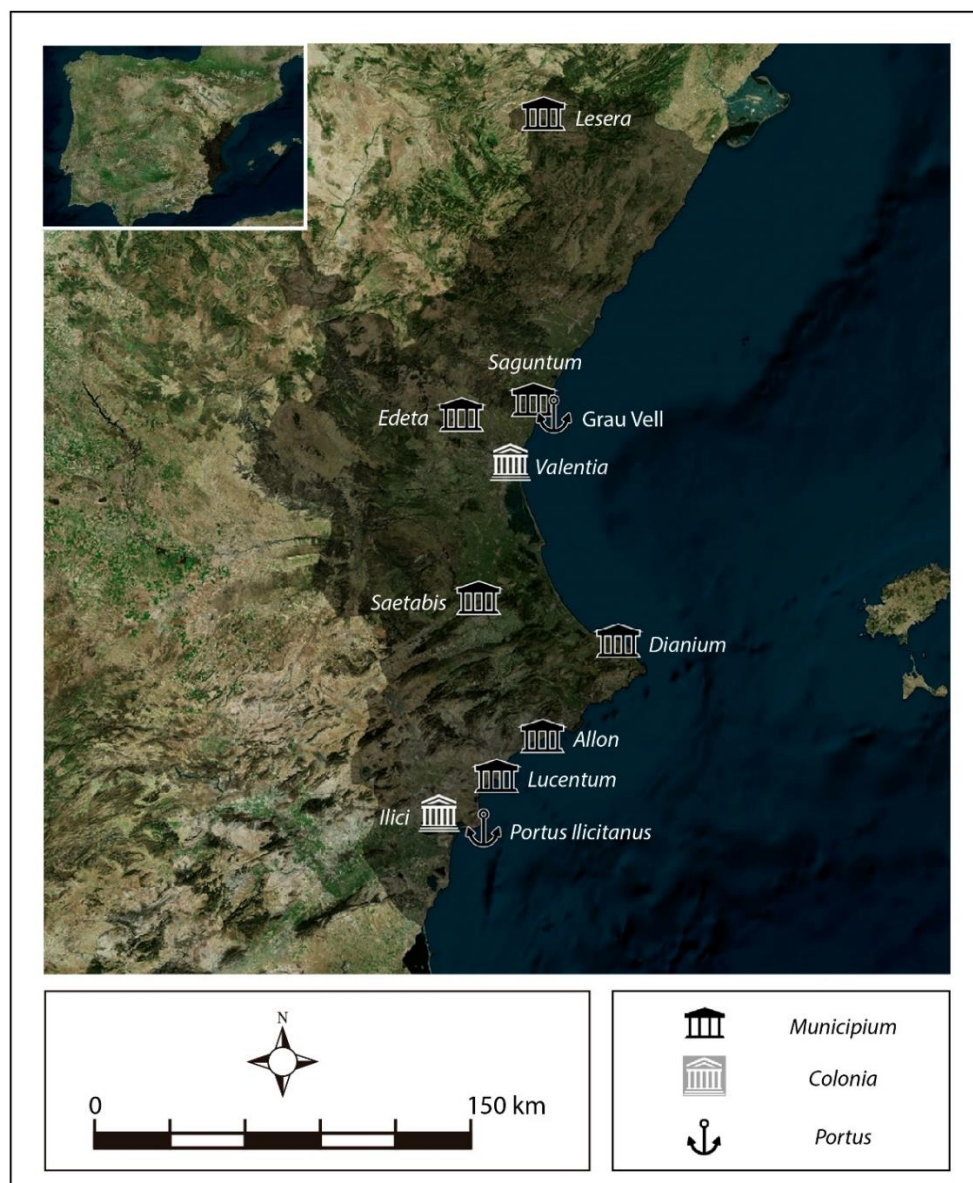 Lesera
Saguntum
Edeta
Grau Vell
Valentia
Saetabis
Dianium
Allon
Lucentum
Ilici
Portus Ilicitanus
N
0
150 km
Municipium
Colonia
Portus